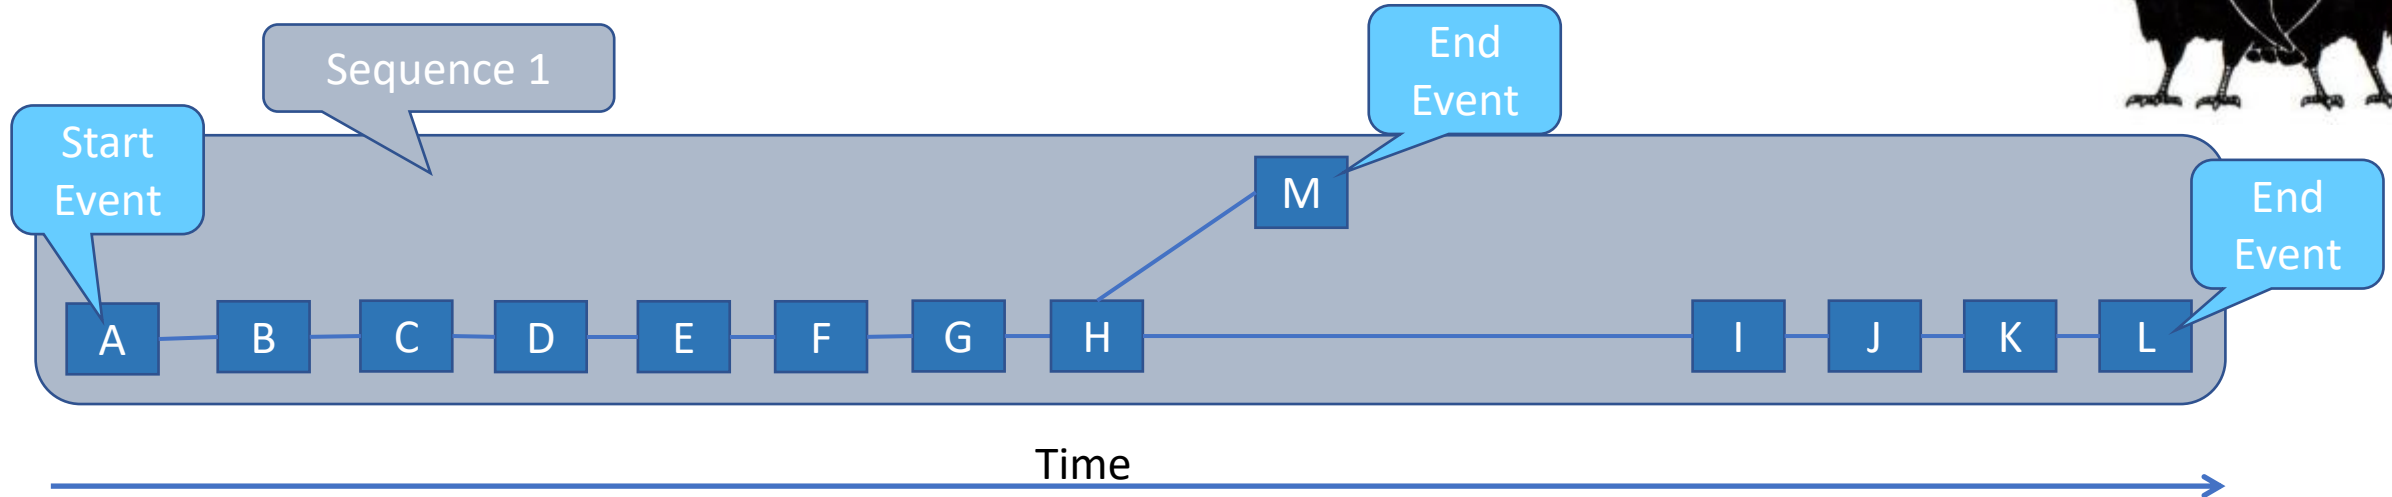 Sequence 1
End
Event
Start
Event
M
End
Event
A B C D E F G H I J K L
Time